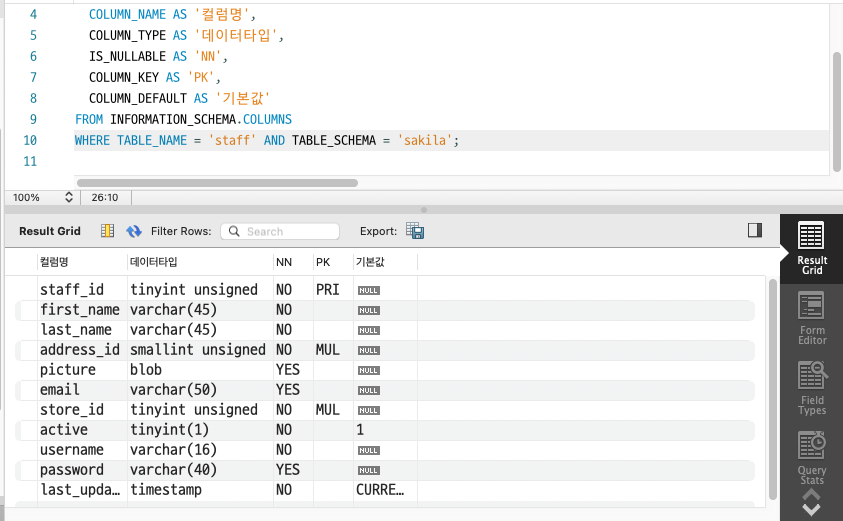 4 COLUMN_NAME AS '컬럼명',
5 COLUMN_TYPE AS '데이터타입',
6 IS_NULLABLE AS 'NN',
7 COLUMN_KEY AS 'PK',
8 COLUMN_DEFAULT AS '기본값'
9 FROM INFORMATION_SCHEMA.COLUMNS
10 WHERE TABLE_NAME = 'staff' AND TABLE_SCHEMA = 'sakila';
11
100% 26:10
Result Grid Filter Rows: Search Export:
컬럼명 데이터타입 NN PK 기본값
staff_id tinyint unsigned NO PRI NULL
first_name varchar(45) NO NULL
last_name varchar(45) NO NULL
address_id smallint unsigned NO MUL NULL
picture blob YES NULL
email varchar(50) YES NULL
store_id tinyint unsigned NO MUL NULL
active tinyint(1) NO 1
username varchar(16) NO NULL
password varchar(40) YES NULL
last_upda... timestamp NO CURRE...
Result
Grid
Form
Editor
Field
Types
Query
Stats